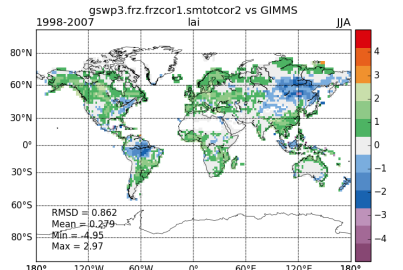 gswp3.frz.frzcor1.smtotcor2 vs GIMMS
1998-2007 lai JJA
80°N
60°N
30°N
0°
30°S
60°S
80°S
RMSD = 0.862
Mean = 0.279
Min = -4.95
Max = 2.97
180° 120°W 60°W 0° 60°E 120°E 180°
4
3
2
1
0
−1
−2
−3
−4